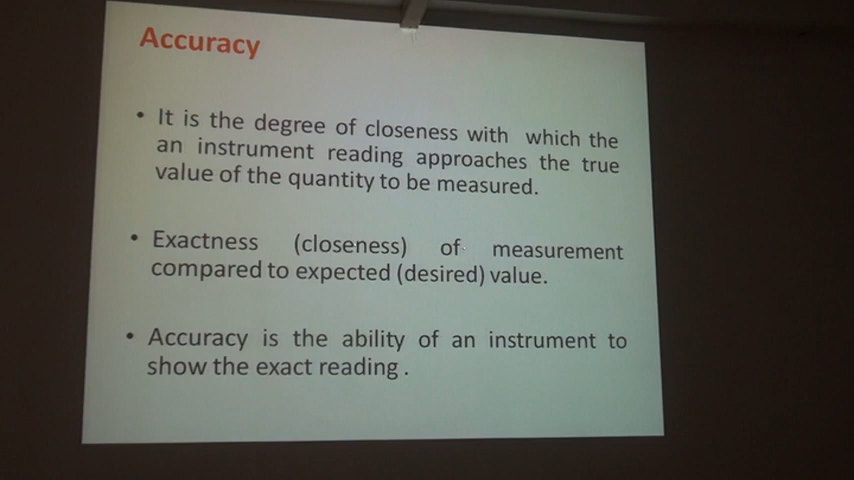 Accuracy
• It is the degree of closeness with which the
an instrument reading approaches the true
value of the quantity to be measured.
• Exactness (closeness) of measurement
compared to expected (desired) value.
• Accuracy is the ability of an instrument to
show the exact reading .